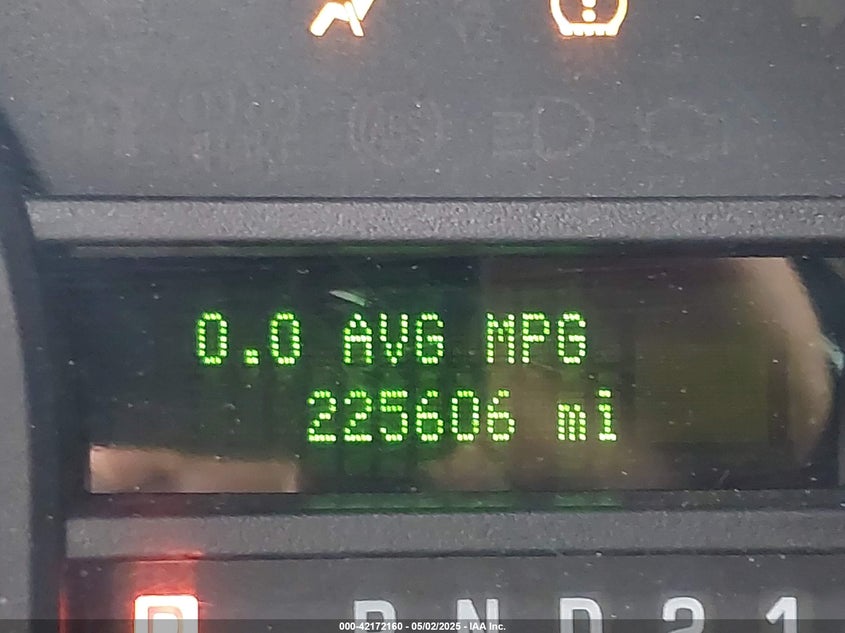 0.0 AVG MPG
225606 mi
P R N D 2 1
000-42172160 - 05/02/2025 - IAA Inc.